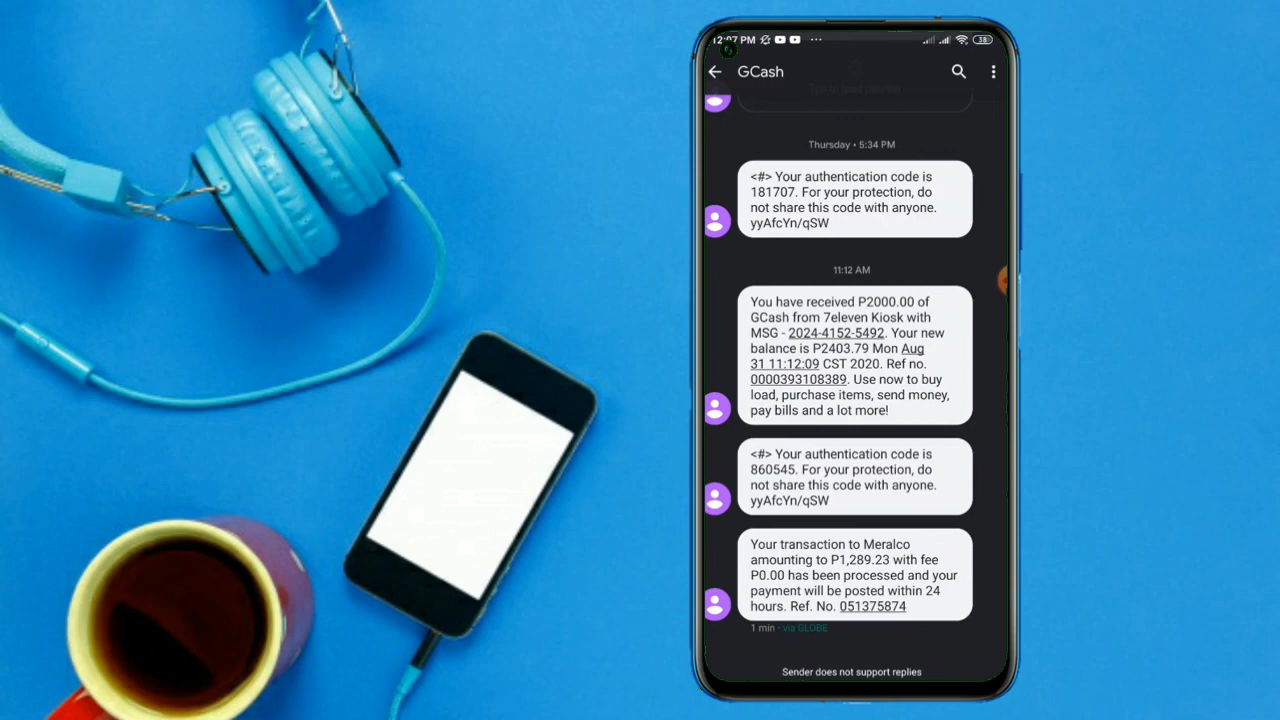 12:07 PM
38
GCash
Thursday • 5:34 PM
<#> Your authentication code is
181707. For your protection, do
not share this code with anyone.
yyAfcYn/qSW
11:12 AM
You have received P2000.00 of
GCash from 7eleven Kiosk with
MSG - 2024-4152-5492. Your new
balance is P2403.79 Mon Aug
31 11:12:09 CST 2020. Ref no.
0000393108389. Use now to buy
load, purchase items, send money,
pay bills and a lot more!
<#> Your authentication code is
860545. For your protection, do
not share this code with anyone.
yyAfcYn/qSW
Your transaction to Meralco
amounting to P1,289.23 with fee
P0.00 has been processed and your
payment will be posted within 24
hours. Ref. No. 051375874
1 min • via GLOBE
Sender does not support replies